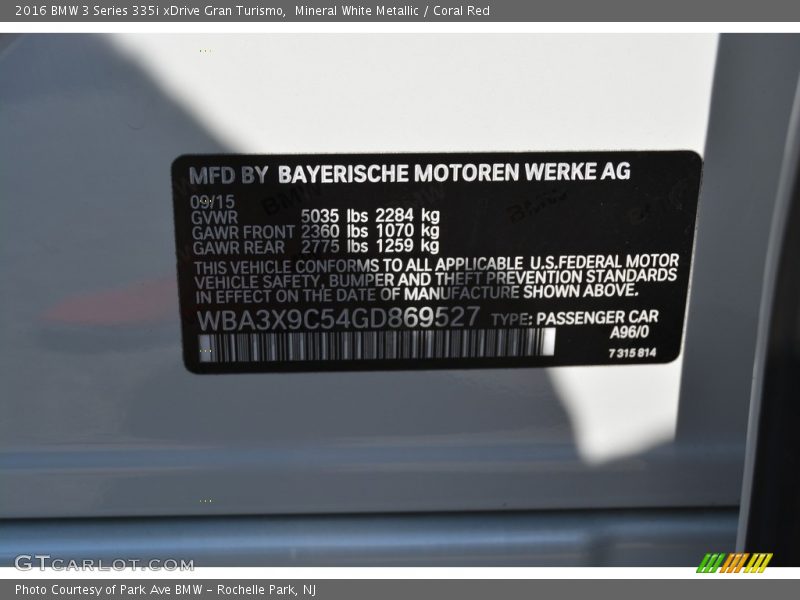 2016 BMW 3 Series 335i xDrive Gran Turismo,  Mineral White Metallic / Coral Red
MFD BY BAYERISCHE MOTOREN WERKE AG
09/15
GVWR 5035 lbs 2284 kg
GAWR FRONT 2360 lbs 1070 kg
GAWR REAR 2775 lbs 1259 kg
THIS VEHICLE CONFORMS TO ALL APPLICABLE U.S.FEDERAL MOTOR
VEHICLE SAFETY, BUMPER AND THEFT PREVENTION STANDARDS
IN EFFECT ON THE DATE OF MANUFACTURE SHOWN ABOVE.
WBA3X9C54GD869527 TYPE: PASSENGER CAR
A96/0
7 315 814
GTCARLOT.COM
Photo Courtesy of Park Ave BMW - Rochelle Park, NJ